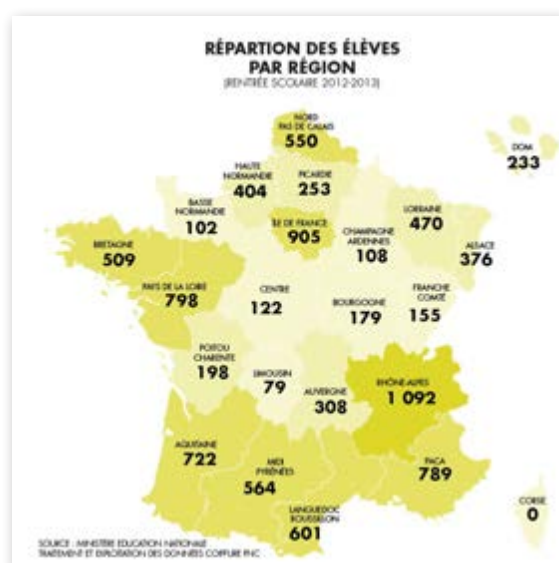 RÉPARTION DES ÉLÈVES
PAR RÉGION
(RENTRÉE SCOLAIRE 2012-2013)
NORD
PAS DE CALAIS
550
DOM
233
HAUTE
NORMANDIE
404
PICARDIE
253
BASSE
NORMANDIE
102
ÎLE DE FRANCE
905
CHAMPAGNE
ARDENNES
108
LORRAINE
470
ALSACE
376
BRETAGNE
509
PAYS DE LA LOIRE
798
CENTRE
122
BOURGOGNE
179
FRANCHE
COMTÉ
155
POITOU
CHARENTE
198
LIMOUSIN
79
AUVERGNE
308
RHÔNE-ALPES
1 092
AQUITAINE
722
MIDI
PYRÉNÉES
564
LANGUEDOC
ROUSSILLON
601
PACA
789
CORSE
0
SOURCE : MINISTÈRE EDUCATION NATIONALE
TRAITEMENT ET EXPLOITATION DES DONNÉES COIFFURE FNC